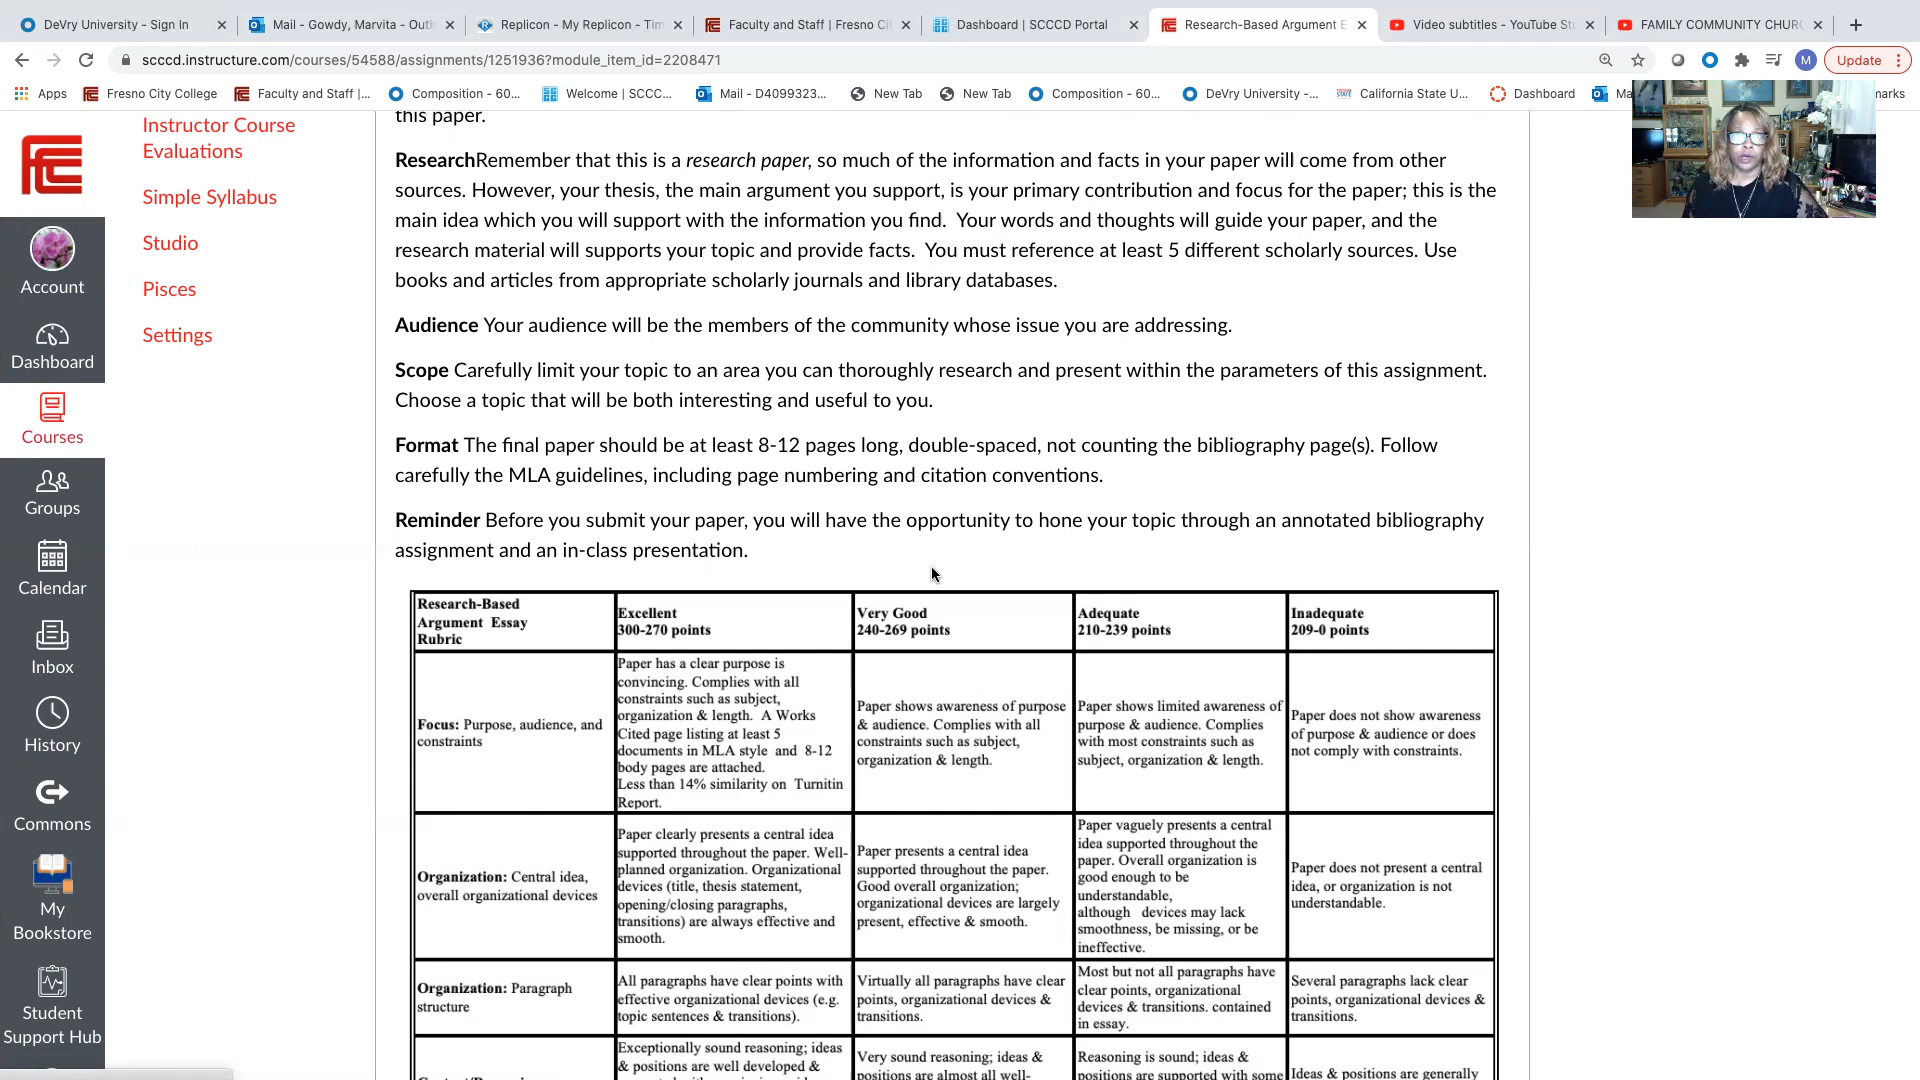 DeVry University - Sign In
Mail - Gowdy, Marvita - Out
Replicon - My Replicon - Tim
Faculty and Staff | Fresno Ci
Dashboard | SCCCD Portal
Research-Based Argument E
Video subtitles - YouTube St
FAMILY COMMUNITY CHUR
scccd.instructure.com/courses/54588/assignments/1251936?module_item_id=2208471
M
Update
Apps
Fresno City College
Faculty and Staff |...
Composition - 60...
Welcome | SCCC...
Mail - D4099323...
New Tab
New Tab
Composition - 60...
DeVry University -...
California State U...
Dashboard
Instructor Course
Evaluations
Simple Syllabus
Studio
Pisces
Settings
FCC
Account
Dashboard
Courses
Groups
Calendar
Inbox
History
Commons
My
Bookstore
Student
Support Hub
this paper.
ResearchRemember that this is a research paper, so much of the information and facts in your paper will come from other
sources. However, your thesis, the main argument you support, is your primary contribution and focus for the paper; this is the
main idea which you will support with the information you find. Your words and thoughts will guide your paper, and the
research material will supports your topic and provide facts. You must reference at least 5 different scholarly sources. Use
books and articles from appropriate scholarly journals and library databases.
Audience Your audience will be the members of the community whose issue you are addressing.
Scope Carefully limit your topic to an area you can thoroughly research and present within the parameters of this assignment.
Choose a topic that will be both interesting and useful to you.
Format The final paper should be at least 8-12 pages long, double-spaced, not counting the bibliography page(s). Follow
carefully the MLA guidelines, including page numbering and citation conventions.
Reminder Before you submit your paper, you will have the opportunity to hone your topic through an annotated bibliography
assignment and an in-class presentation.
Research-Based
Argument Essay
Rubric
Excellent
300-270 points
Very Good
240-269 points
Adequate
210-239 points
Inadequate
209-0 points
Focus: Purpose, audience, and
constraints
Paper has a clear purpose is
convincing. Complies with all
constraints such as subject,
organization & length. A Works
Cited page listing at least 5
documents in MLA style and 8-12
body pages are attached.
Less than 14% similarity on Turnitin
Report.
Paper shows awareness of purpose
& audience. Complies with all
constraints such as subject,
organization & length.
Paper shows limited awareness of
purpose & audience. Complies
with most constraints such as
subject, organization & length.
Paper does not show awareness
of purpose & audience or does
not comply with constraints.
Organization: Central idea,
overall organizational devices
Paper clearly presents a central idea
supported throughout the paper. Well-
planned organization. Organizational
devices (title, thesis statement,
opening/closing paragraphs,
transitions) are always effective and
smooth.
Paper presents a central idea
supported throughout the paper.
Good overall organization;
organizational devices are largely
present, effective & smooth.
Paper vaguely presents a central
idea supported throughout the
paper. Overall organization is
good enough to be
understandable,
although devices may lack
smoothness, be missing, or be
ineffective.
Paper does not present a central
idea, or organization is not
understandable.
Organization: Paragraph
structure
All paragraphs have clear points with
effective organizational devices (e.g.
topic sentences & transitions).
Virtually all paragraphs have clear
points, organizational devices &
transitions.
Most but not all paragraphs have
clear points, organizational
devices & transitions. contained
in essay.
Several paragraphs lack clear
points, organizational devices &
transitions.
Exceptionally sound reasoning; ideas
& positions are well developed &
Very sound reasoning; ideas &
positions are almost all well-
Reasoning is sound; ideas &
positions are supported with some
Ideas & positions are generally